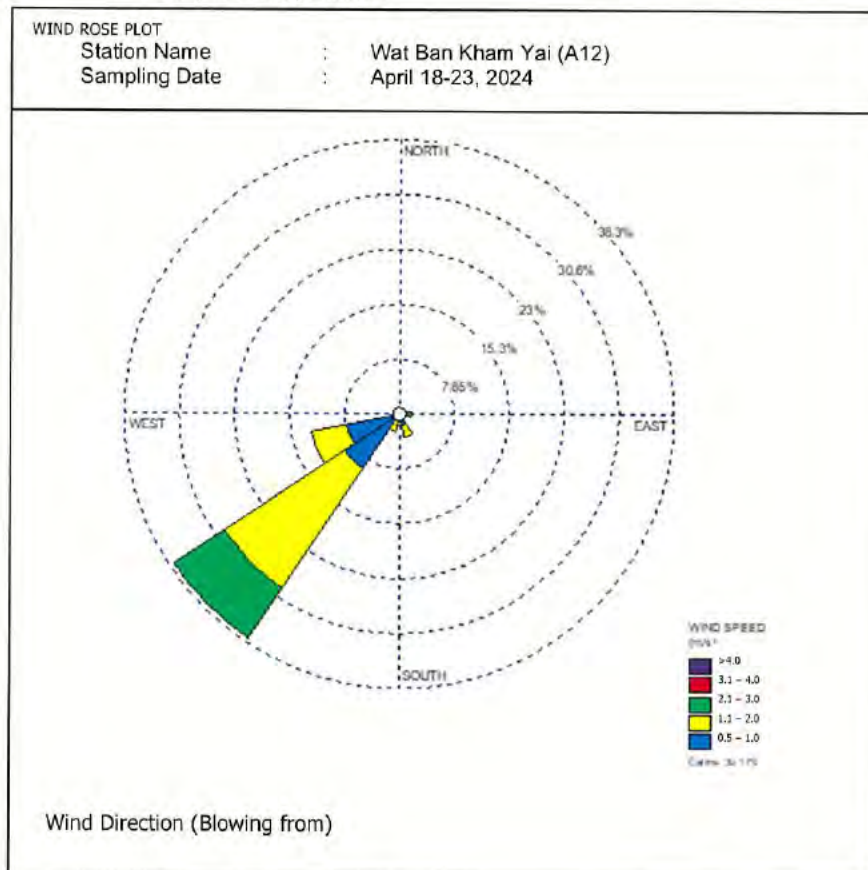 WIND ROSE PLOT
Station Name : Wat Ban Kham Yai (A12)
Sampling Date : April 18-23, 2024
NORTH
38.3%
30.6%
23%
15.3%
7.65%
WEST
EAST
SOUTH
WIND SPEED
(m/s)
>4.0
3.1 – 4.0
2.1 – 3.0
1.1 – 2.0
0.5 – 1.0
Wind Direction (Blowing from)